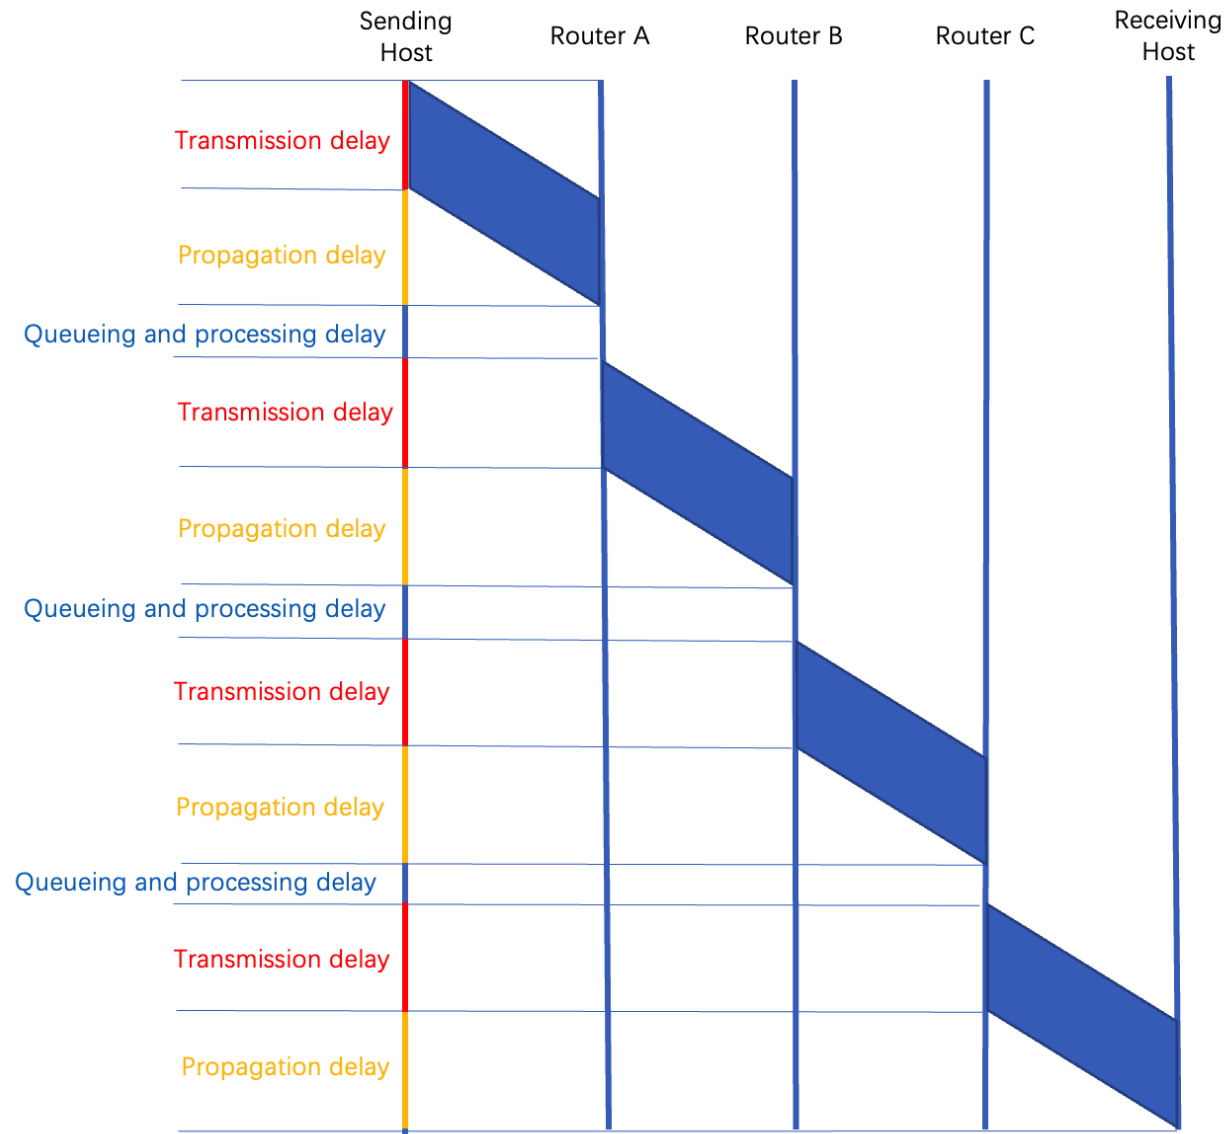 Sending
Host
Router A
Router B
Router C
Receiving
Host
Transmission delay
Propagation delay
Queueing and processing delay
Transmission delay
Propagation delay
Queueing and processing delay
Transmission delay
Propagation delay
Queueing and processing delay
Transmission delay
Propagation delay